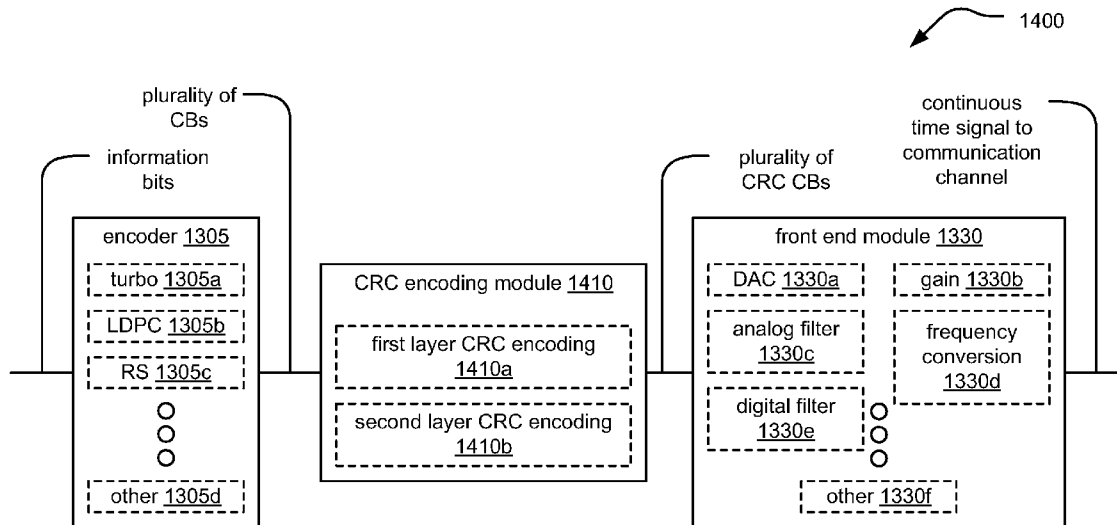 1400
plurality of
CBs
information
bits
plurality of
CRC CBs
continuous
time signal to
communication
channel
encoder 1305
turbo 1305a
LDPC 1305b
RS 1305c
other 1305d
CRC encoding module 1410
first layer CRC encoding
1410a
second layer CRC encoding
1410b
front end module 1330
DAC 1330a
gain 1330b
analog filter
1330c
frequency
conversion
1330d
digital filter
1330e
other 1330f